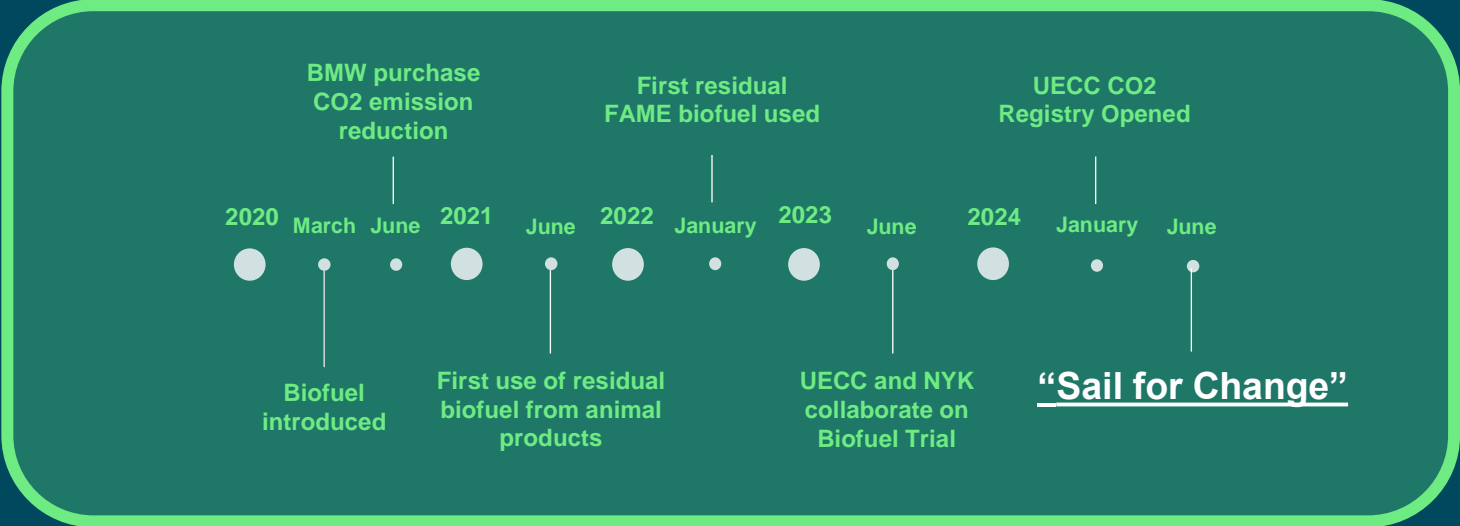 BMW purchase
CO2 emission
reduction
First residual
FAME biofuel used
UECC CO2
Registry Opened
2020 March June 2021 June 2022 January 2023 June 2024 January June
Biofuel
introduced
First use of residual
biofuel from animal
products
UECC and NYK
collaborate on
Biofuel Trial
“Sail for Change”